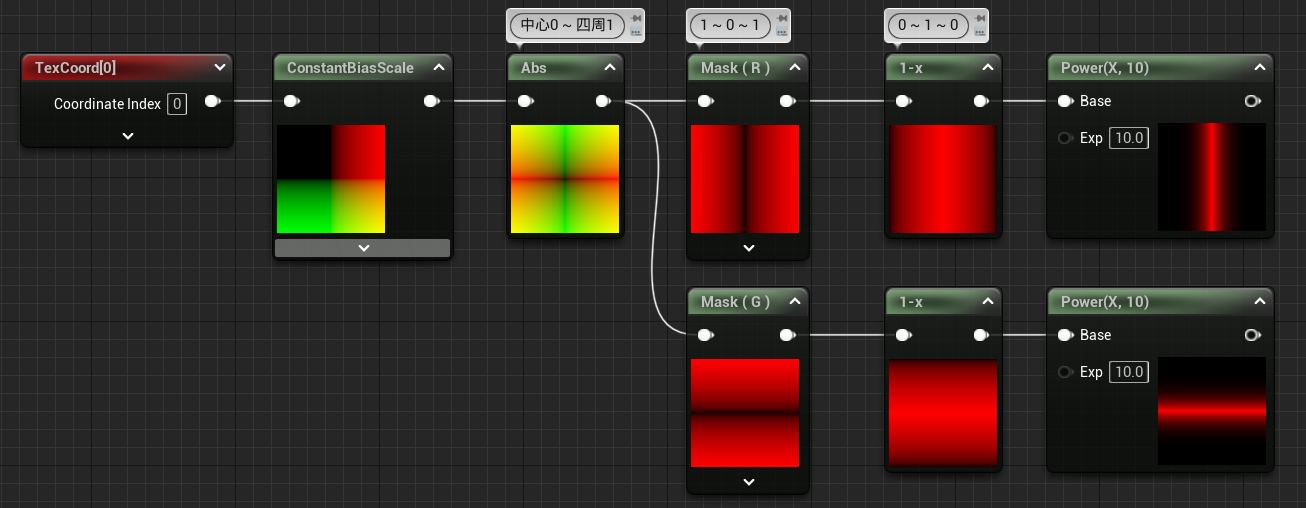 中心0 ~ 四周1
1 ~ 0 ~ 1
0 ~ 1 ~ 0
TexCoord[0]
ConstantBiasScale
Abs
Mask ( R )
1-x
Power(X, 10)
Coordinate Index 0
Base
Exp 10.0
Mask ( G )
1-x
Power(X, 10)
Base
Exp 10.0